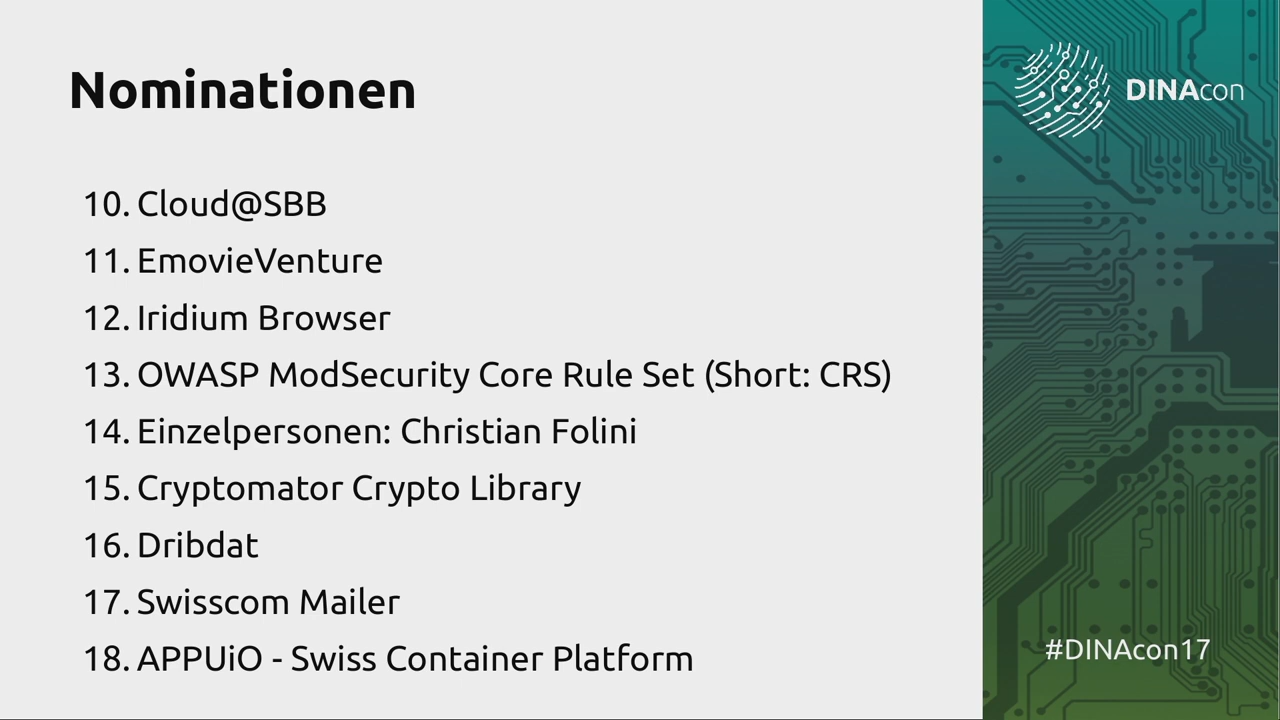 Nominationen
DINAcon
10. Cloud@SBB
11. EmovieVenture
12. Iridium Browser
13. OWASP ModSecurity Core Rule Set (Short: CRS)
14. Einzelpersonen: Christian Folini
15. Cryptomator Crypto Library
16. Dribdat
17. Swisscom Mailer
18. APPUiO - Swiss Container Platform
#DINAcon17